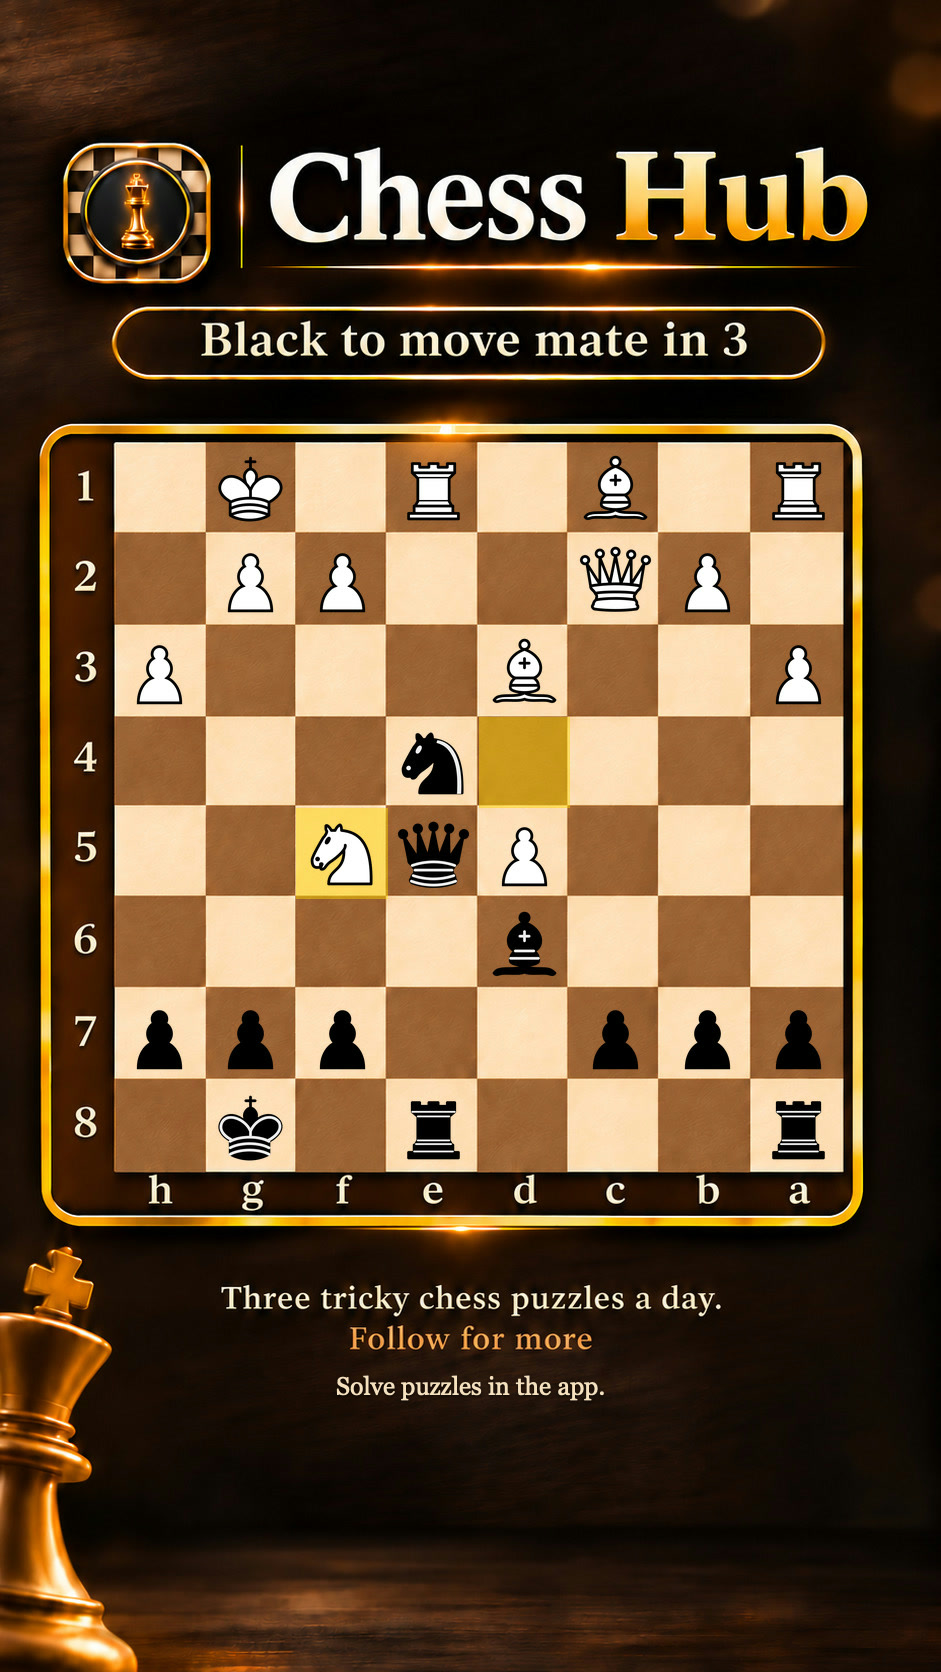 Chess Hub
Black to move mate in 3
1
2
3
4
5
6
7
8
h g f e d c b a
Three tricky chess puzzles a day.
Follow for more
Solve puzzles in the app.